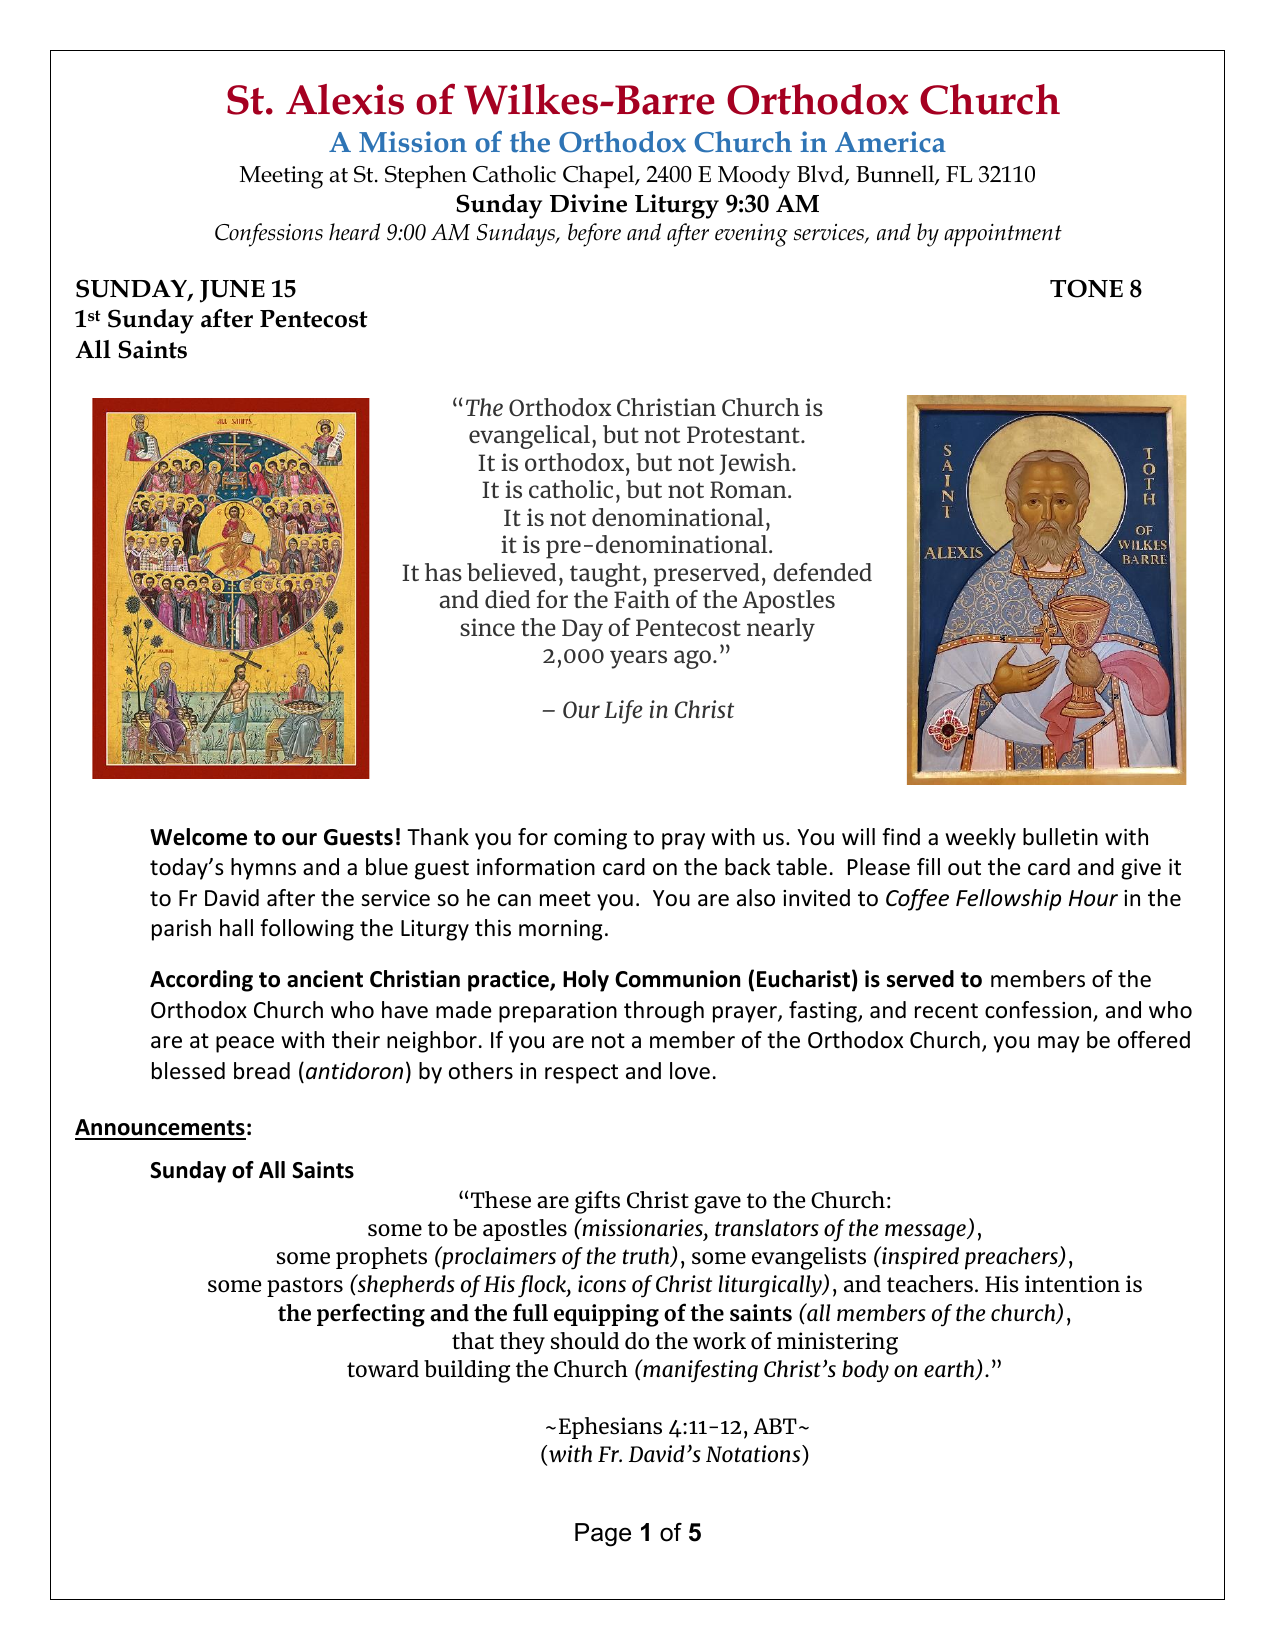 St. Alexis of Wilkes-Barre Orthodox Church
A Mission of the Orthodox Church in America
Meeting at St. Stephen Catholic Chapel, 2400 E Moody Blvd, Bunnell, FL 32110
Sunday Divine Liturgy 9:30 AM
Confessions heard 9:00 AM Sundays, before and after evening services, and by appointment
SUNDAY, JUNE 15 TONE 8
1st Sunday after Pentecost
All Saints
ALL SAINTS
“The Orthodox Christian Church is
evangelical, but not Protestant.
It is orthodox, but not Jewish.
It is catholic, but not Roman.
It is not denominational,
it is pre-denominational.
It has believed, taught, preserved, defended
and died for the Faith of the Apostles
since the Day of Pentecost nearly
2,000 years ago.”
– Our Life in Christ
SAINT
ALEXIS
TOTH
OF
WILKES
BARRE
Welcome to our Guests! Thank you for coming to pray with us. You will find a weekly bulletin with
today’s hymns and a blue guest information card on the back table.  Please fill out the card and give it
to Fr David after the service so he can meet you.  You are also invited to Coffee Fellowship Hour in the
parish hall following the Liturgy this morning.
According to ancient Christian practice, Holy Communion (Eucharist) is served to members of the
Orthodox Church who have made preparation through prayer, fasting, and recent confession, and who
are at peace with their neighbor. If you are not a member of the Orthodox Church, you may be offered
blessed bread (antidoron) by others in respect and love.
Announcements:
Sunday of All Saints
“These are gifts Christ gave to the Church:
some to be apostles (missionaries, translators of the message),
some prophets (proclaimers of the truth), some evangelists (inspired preachers),
some pastors (shepherds of His flock, icons of Christ liturgically), and teachers. His intention is
the perfecting and the full equipping of the saints (all members of the church),
that they should do the work of ministering
toward building the Church (manifesting Christ’s body on earth).”
~Ephesians 4:11-12, ABT~
(with Fr. David’s Notations)
Page 1 of 5